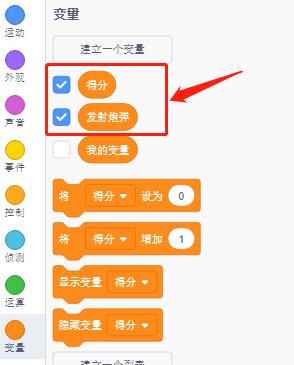 变量
运动
建立一个变量
外观
得分
声音
发射炮弹
事件
我的变量
控制
将 得分 设为 0
侦测
将 得分 增加 1
运算
显示变量 得分
变量
隐藏变量 得分
建立一个列表